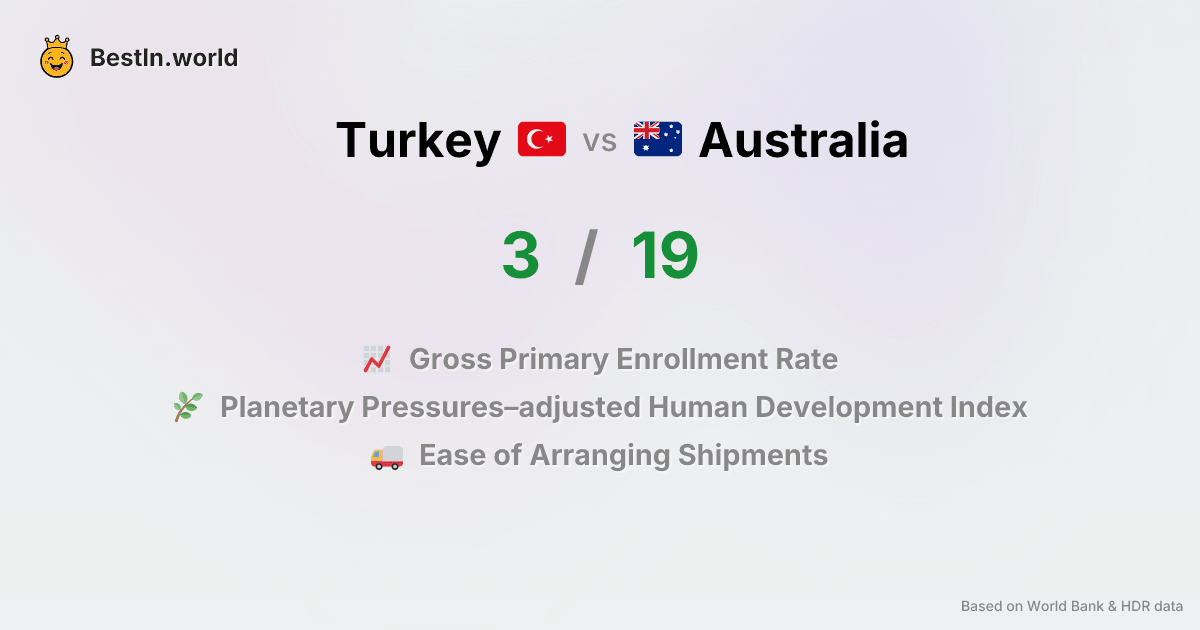 BestIn.world
Turkey vs Australia
3 / 19
Gross Primary Enrollment Rate
Planetary Pressures–adjusted Human Development Index
Ease of Arranging Shipments
Based on World Bank & HDR data